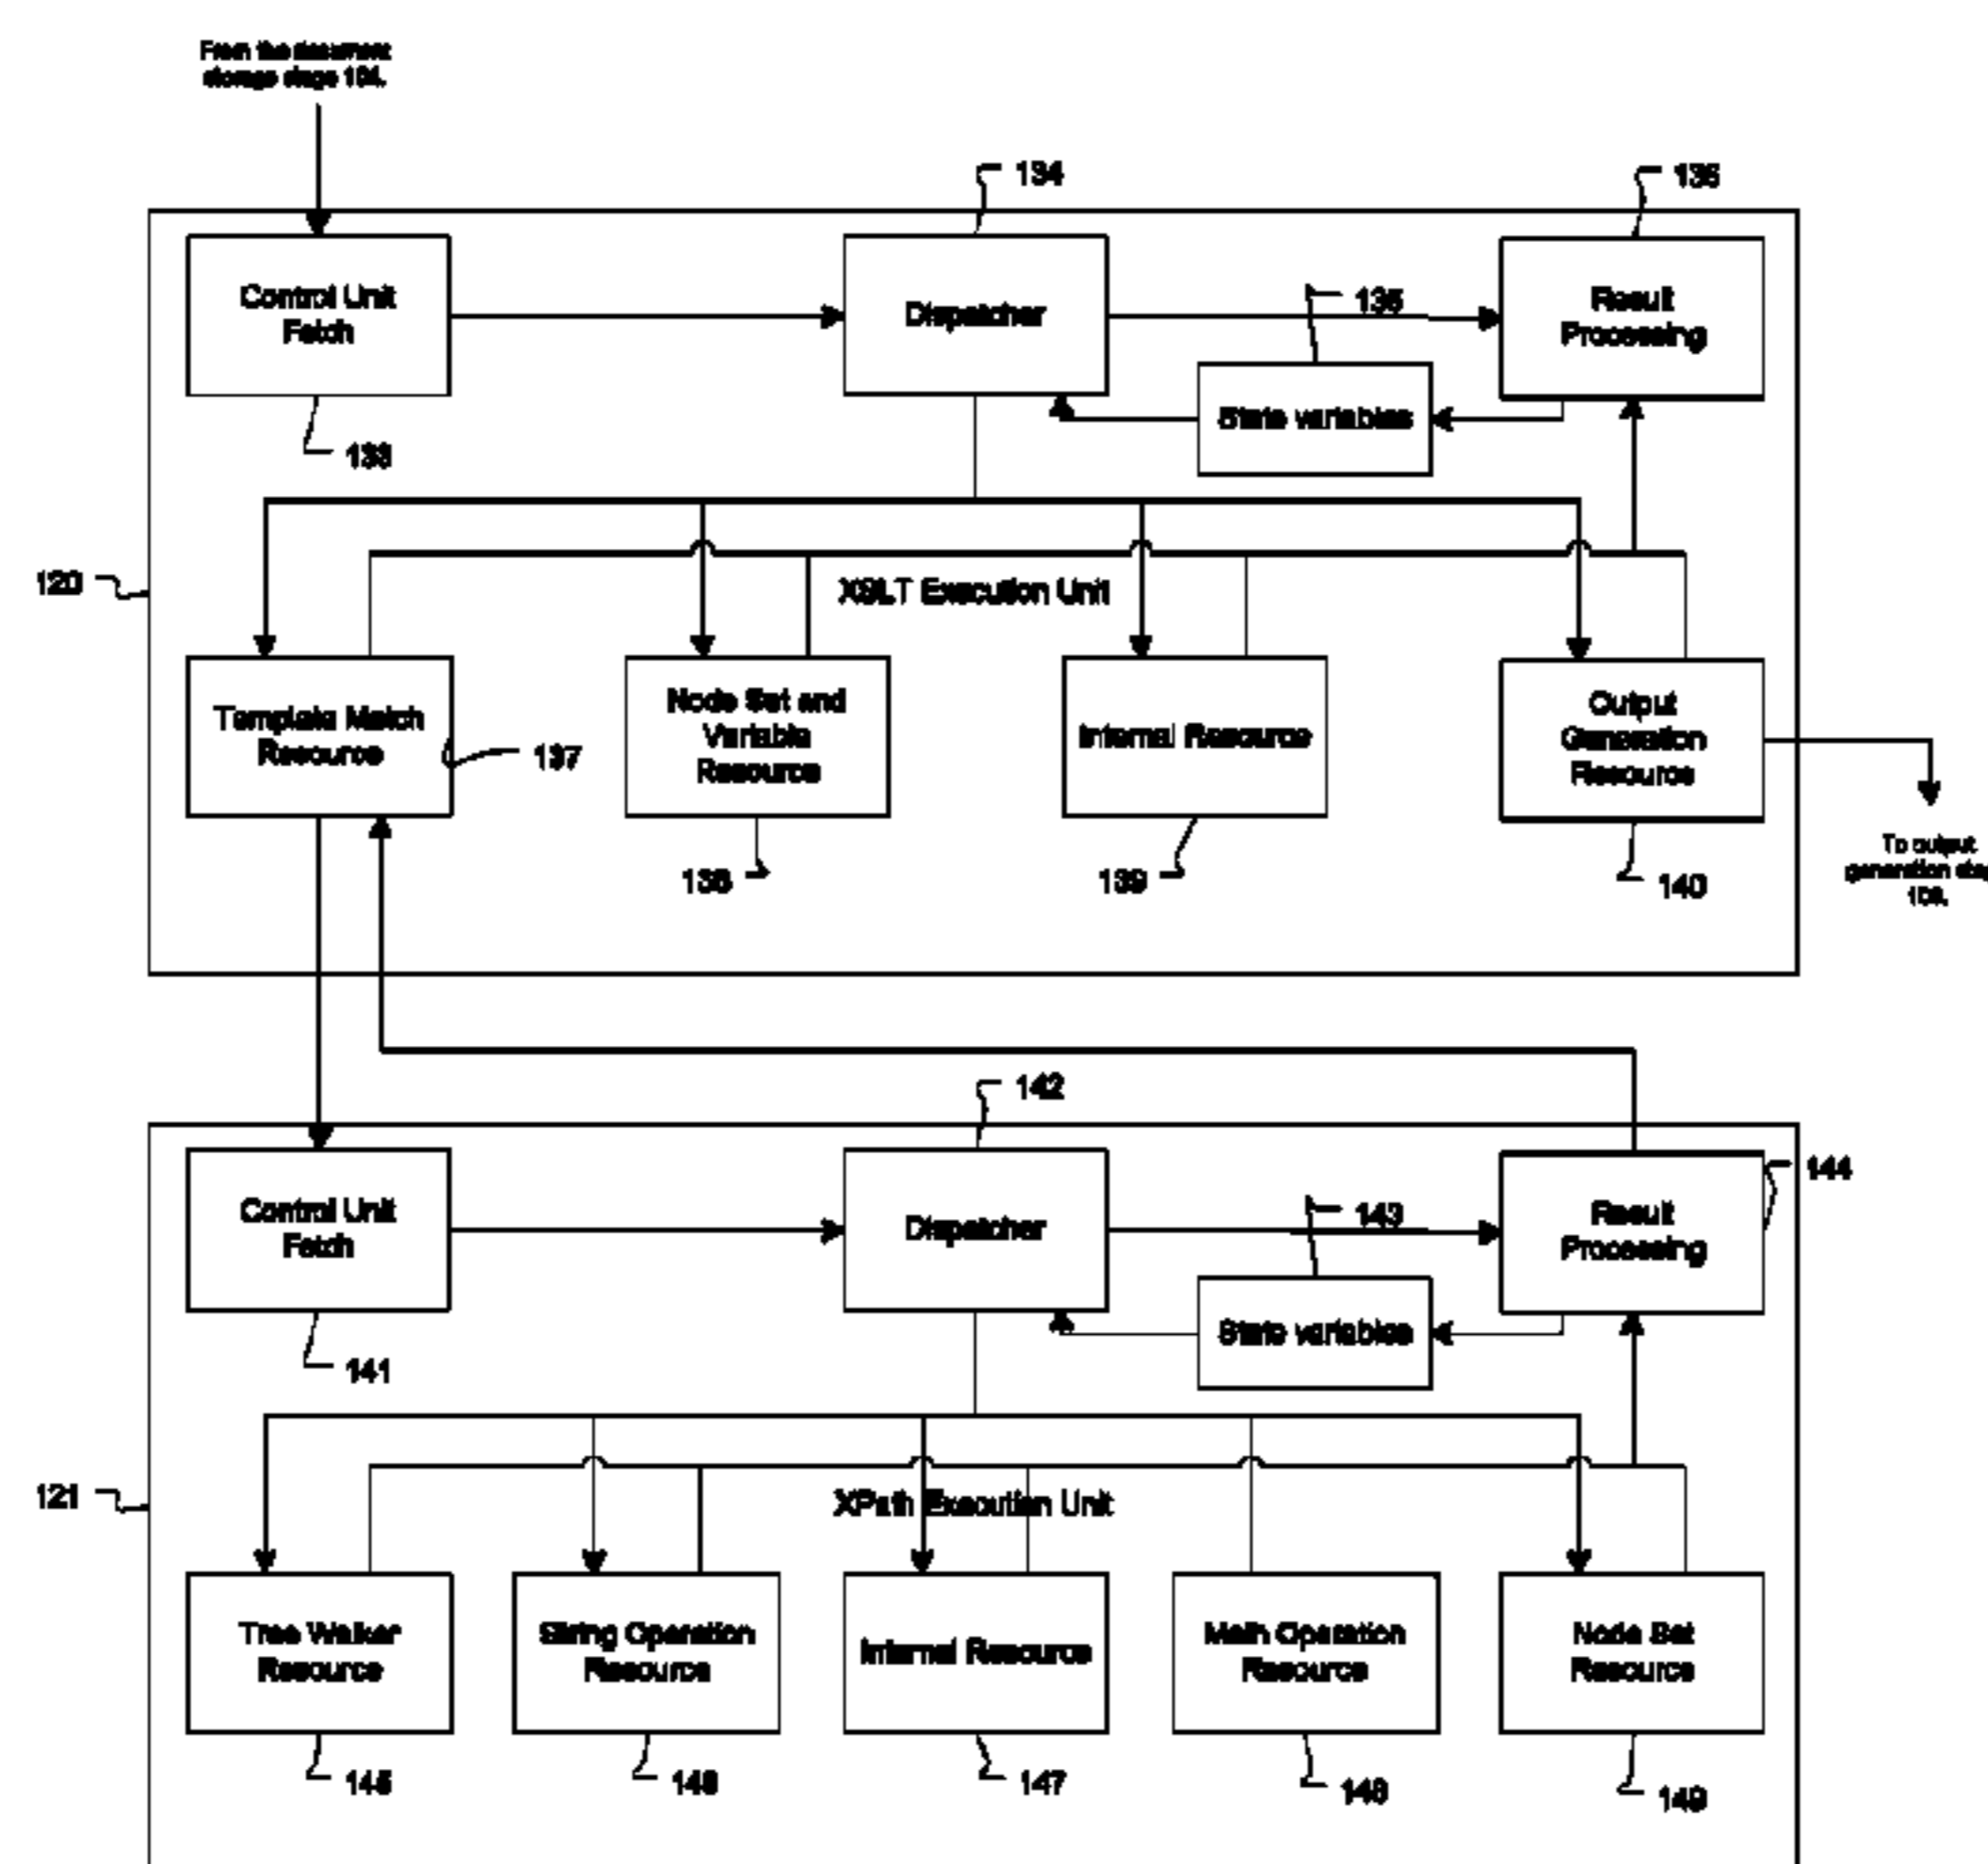 From the document
storage stage 104.
134
136
Control Unit
Fetch
Dispatcher
135
Result
Processing
State variables
133
120
XSLT Execution Unit
Template Match
Resource
137
Node Set and
Variable
Resource
Internal Resource
Output
Generation
Resource
138
139
140
To output
generation
142
144
Control Unit
Fetch
Dispatcher
143
Result
Processing
State variables
141
121
XPath Execution Unit
Tree Walker
Resource
String Operation
Resource
Internal Resource
Math Operation
Resource
Node Set
Resource
145
146
147
148
149